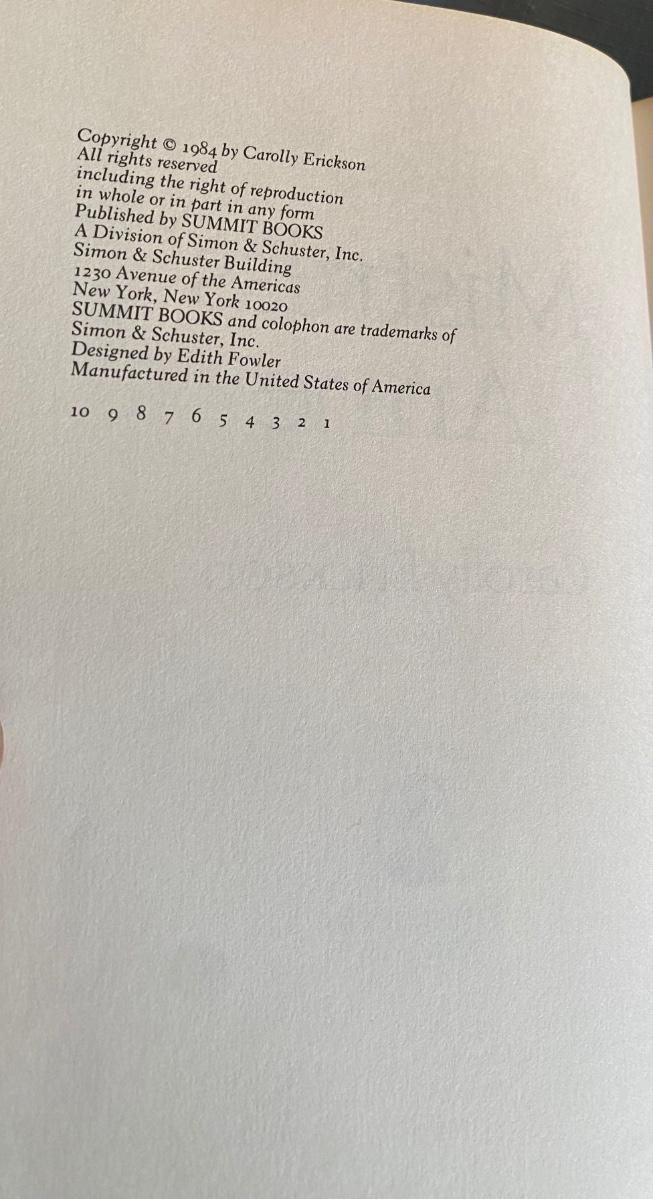 Copyright © 1984 by Carolly Erickson
All rights reserved
including the right of reproduction
in whole or in part in any form
Published by SUMMIT BOOKS
A Division of Simon & Schuster, Inc.
Simon & Schuster Building
1230 Avenue of the Americas
New York, New York 10020
SUMMIT BOOKS and colophon are trademarks of
Simon & Schuster, Inc.
Designed by Edith Fowler
Manufactured in the United States of America
10 9 8 7 6 5 4 3 2 1